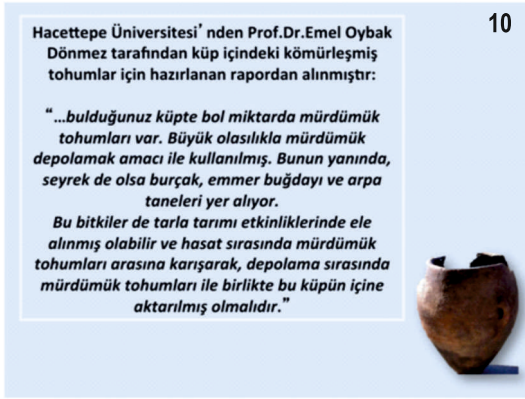 10
Hacettepe Üniversitesi’ nden Prof.Dr.Emel Oybak
Dönmez tarafından küp içindeki kömürleşmiş
tohumlar için hazırlanan rapordan alınmıştır:
“…bulduğunuz küpte bol miktarda mürdümük
tohumları var. Büyük olasılıkla mürdümük
depolamak amacı ile kullanılmış. Bunun yanında,
seyrek de olsa burçak, emmer buğdayı ve arpa
taneleri yer alıyor.
Bu bitkiler de tarla tarımı etkinliklerinde ele
alınmış olabilir ve hasat sırasında mürdümük
tohumları arasına karışarak, depolama sırasında
mürdümük tohumları ile birlikte bu küpün içine
aktarılmış olmalıdır.”